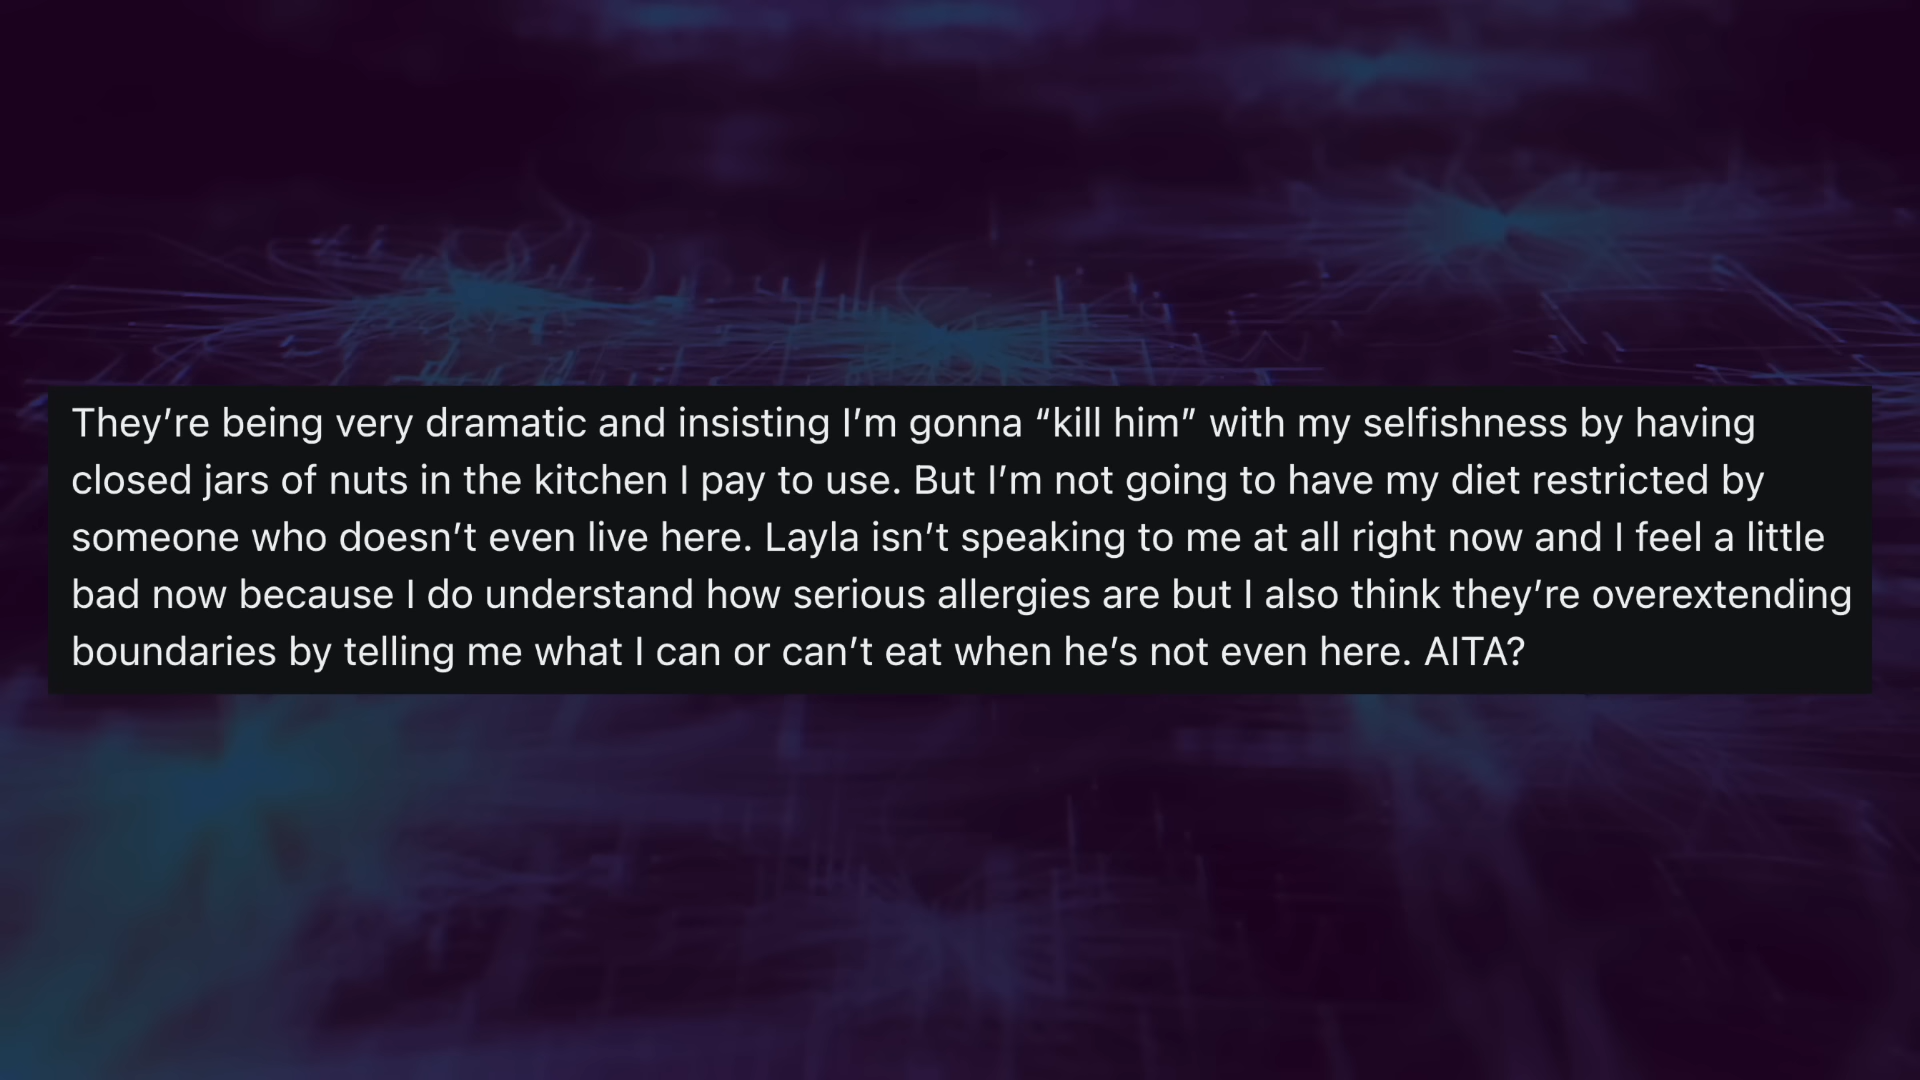 They’re being very dramatic and insisting I’m gonna “kill him” with my selfishness by having
closed jars of nuts in the kitchen I pay to use. But I’m not going to have my diet restricted by
someone who doesn’t even live here. Layla isn’t speaking to me at all right now and I feel a little
bad now because I do understand how serious allergies are but I also think they’re overextending
boundaries by telling me what I can or can’t eat when he’s not even here. AITA?